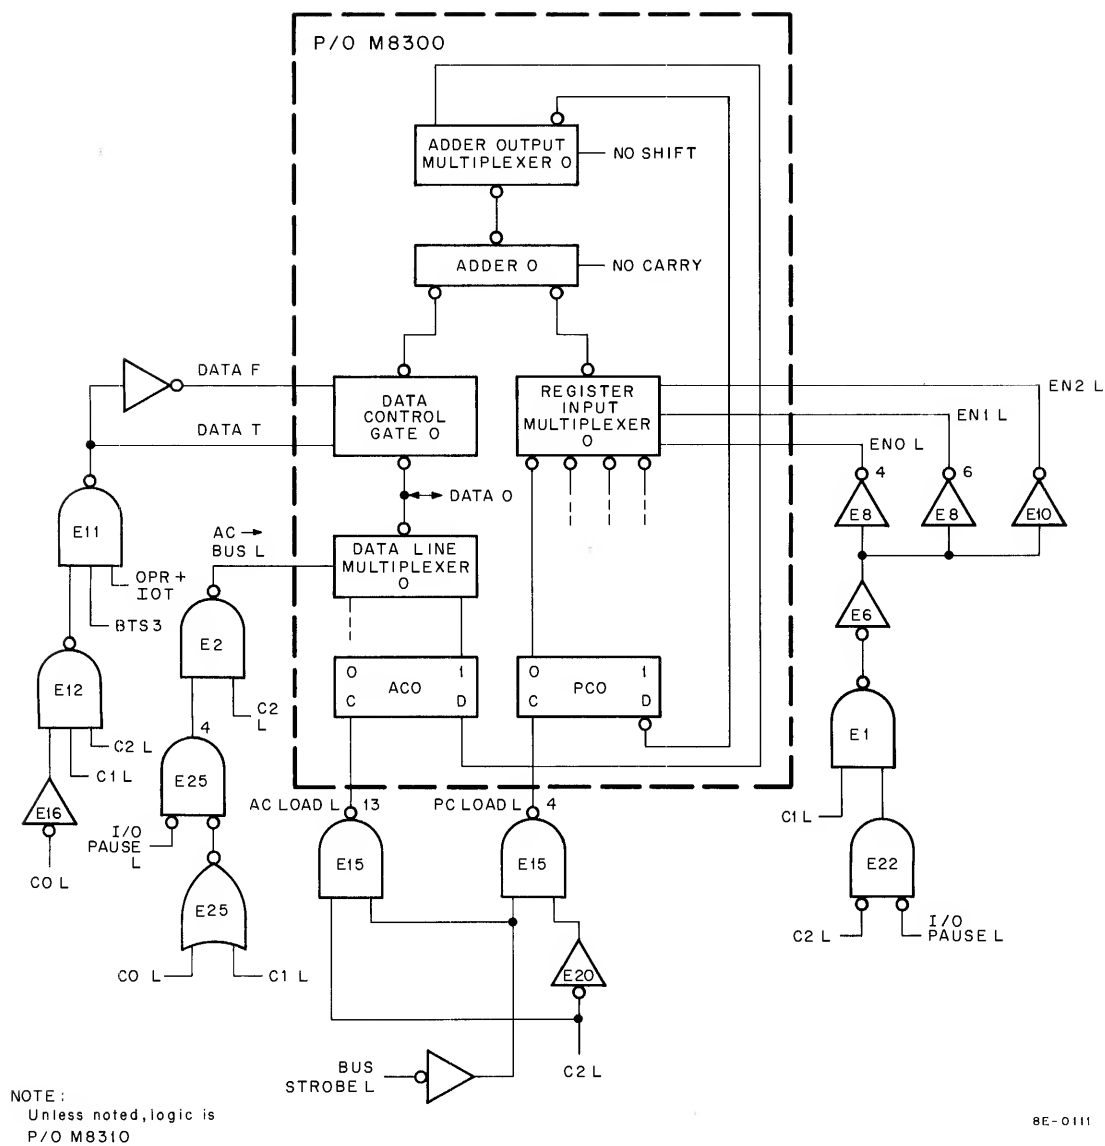 P/O M8300
ADDER OUTPUT
MULTIPLEXER 0
NO SHIFT
ADDER 0
NO CARRY
DATA F
DATA T
DATA
CONTROL
GATE 0
REGISTER
INPUT
MULTIPLEXER
0
EN2 L
EN1 L
EN0 L
4
6
E8
E8
E10
DATA 0
E11
AC →
BUS L
DATA LINE
MULTIPLEXER
0
OPR +
IOT
BTS3
E6
E2
E12
0
1
AC0
C
D
0
1
PC0
C
D
C2 L
C1 L
C2
L
4
E1
E25
E16
AC LOAD L
13
PC LOAD L
4
I/O
PAUSE
L
C1 L
E15
E15
E22
C0 L
E25
C2 L
I/O
PAUSE L
C0 L
C1 L
E20
BUS
STROBE L
C2 L
NOTE:
Unless noted, logic is
P/O M8310
8E-0111